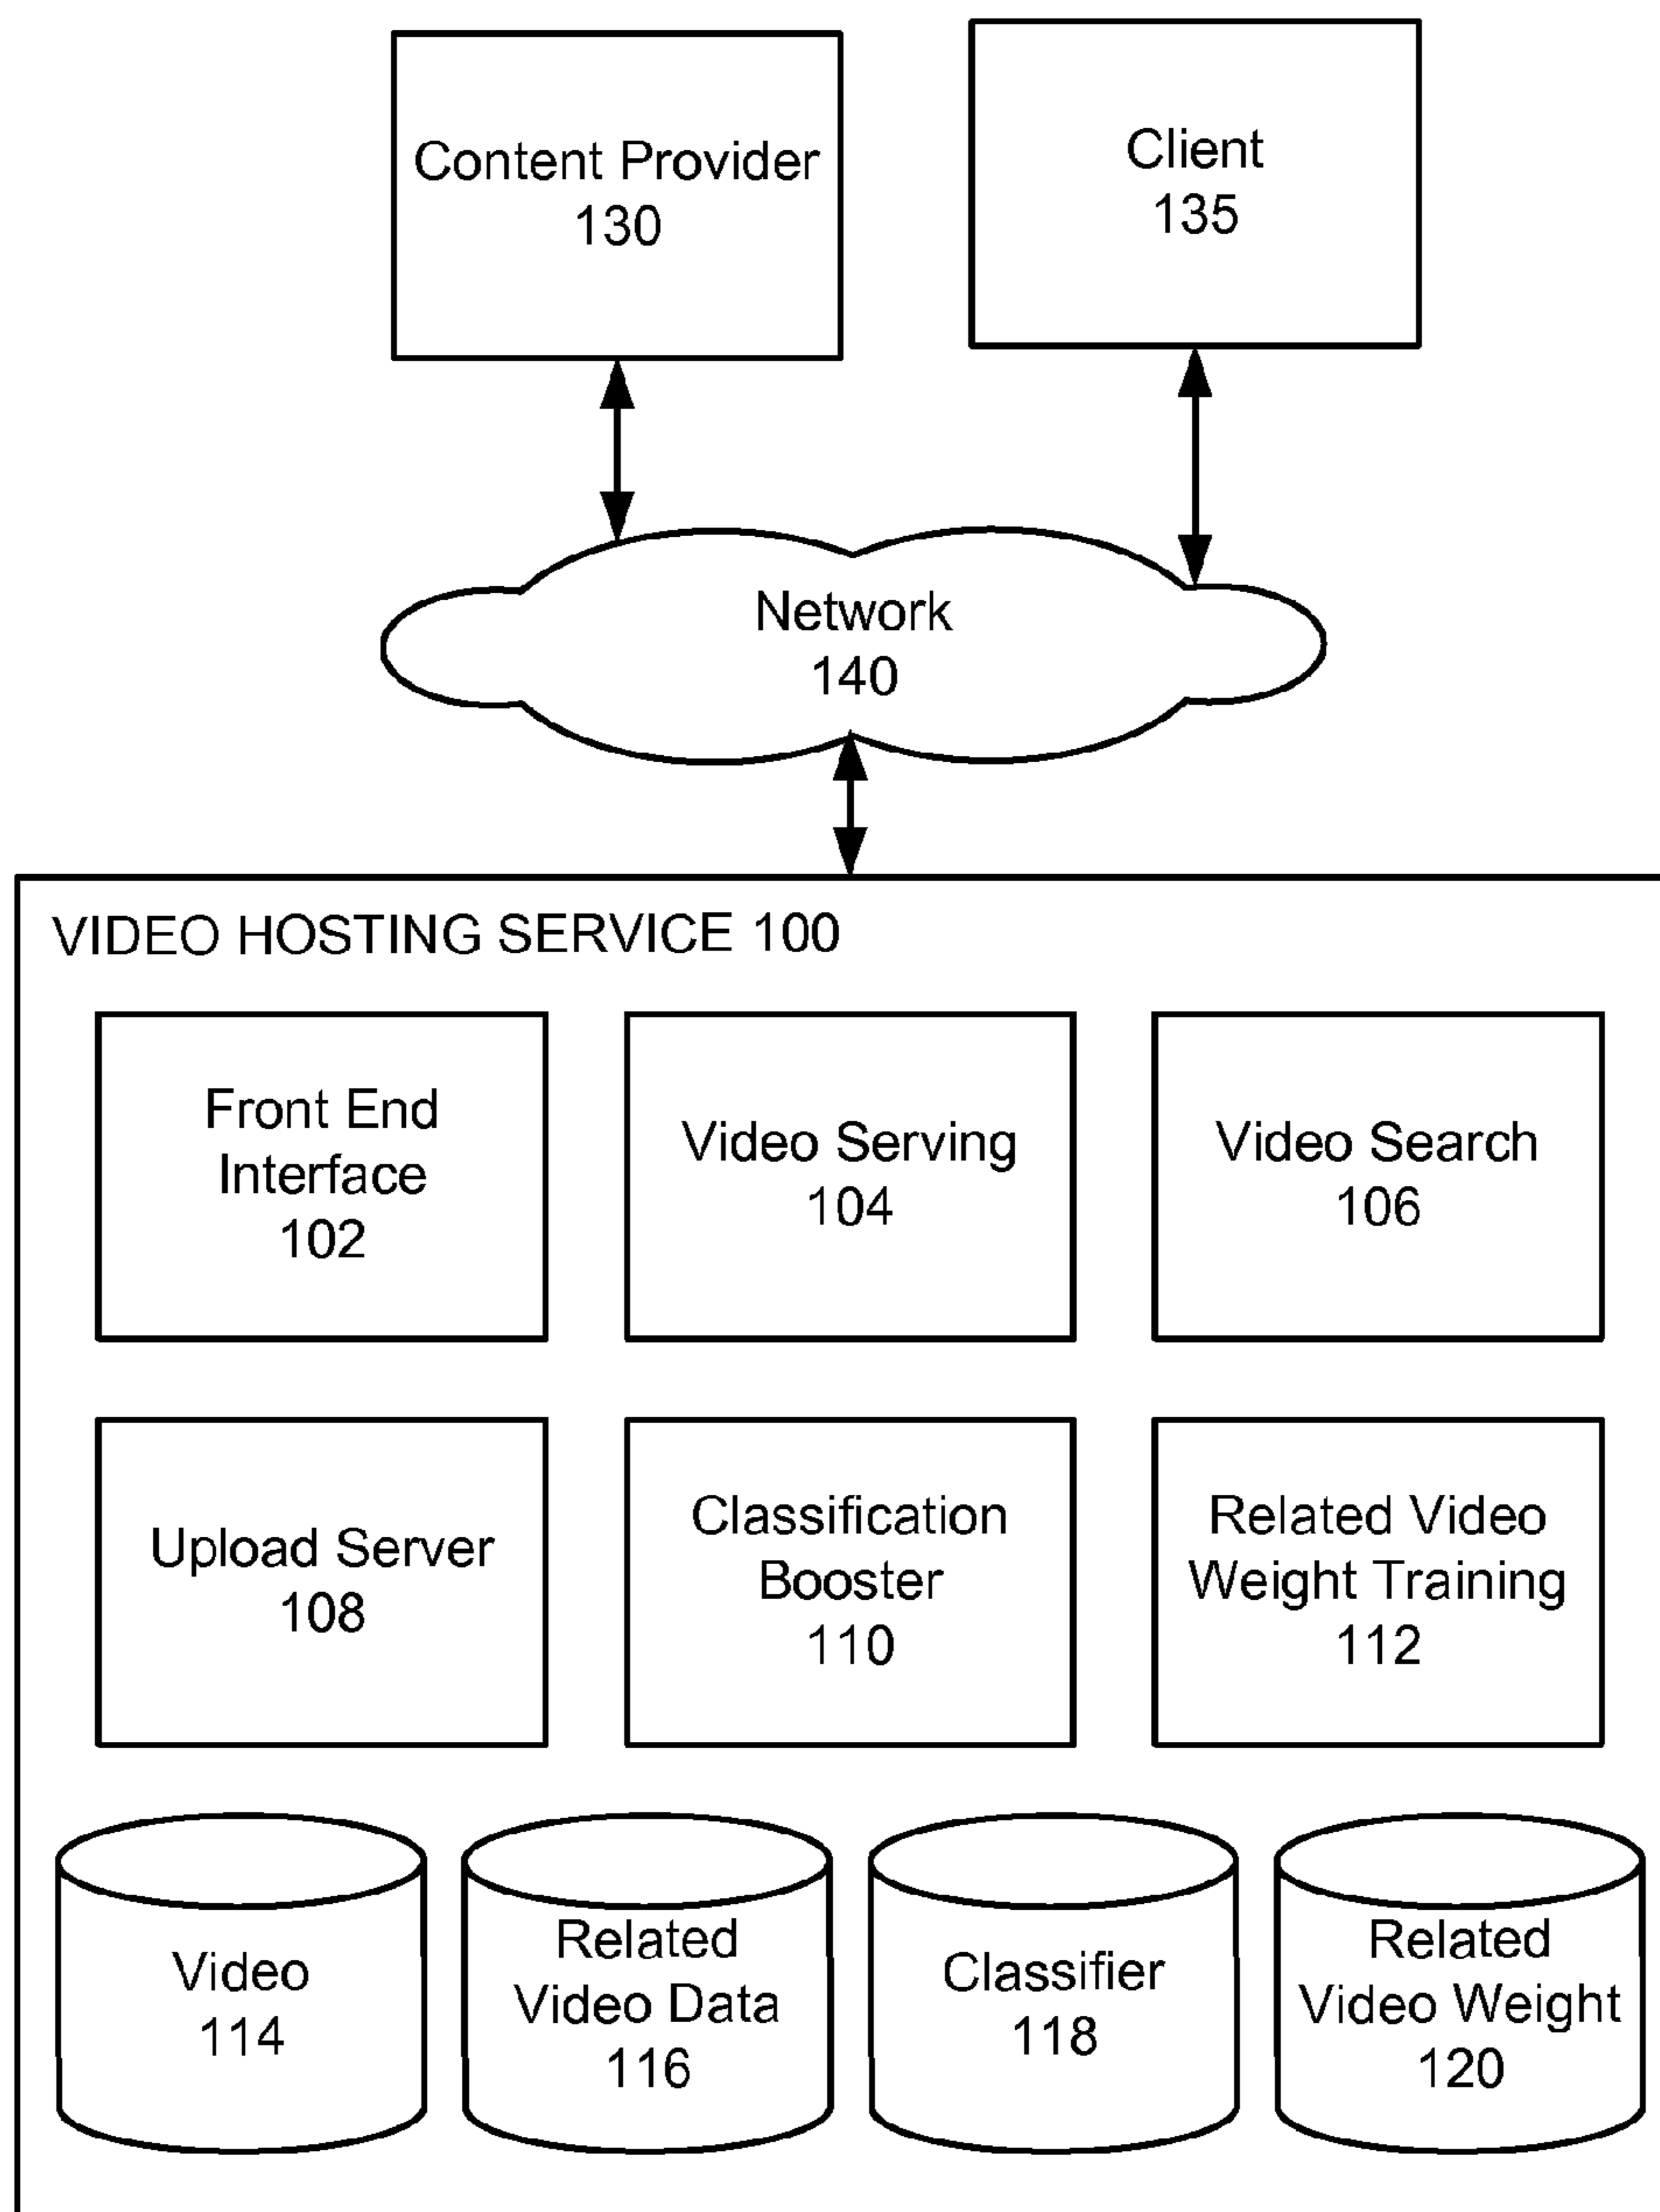 Content Provider
130
Client
135
Network
140
VIDEO HOSTING SERVICE 100
Front End
Interface
102
Video Serving
104
Video Search
106
Upload Server
108
Classification
Booster
110
Related Video
Weight Training
112
Video
114
Related
Video Data
116
Classifier
118
Related
Video Weight
120